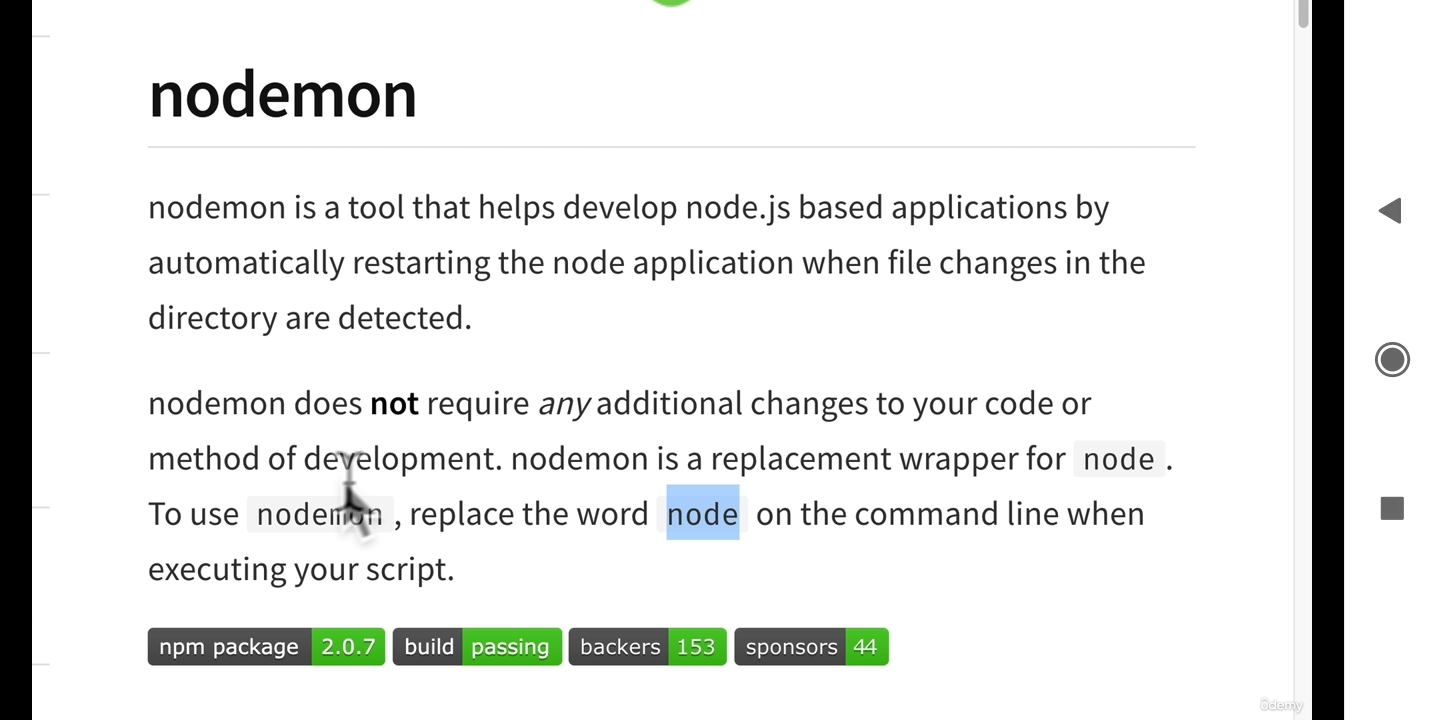 nodemon
nodemon is a tool that helps develop node.js based applications by
automatically restarting the node application when file changes in the
directory are detected.
nodemon does not require any additional changes to your code or
method of development. nodemon is a replacement wrapper for node.
To use nodemon, replace the word node on the command line when
executing your script.
npm package 2.0.7 build passing backers 153 sponsors 44
ûdemy